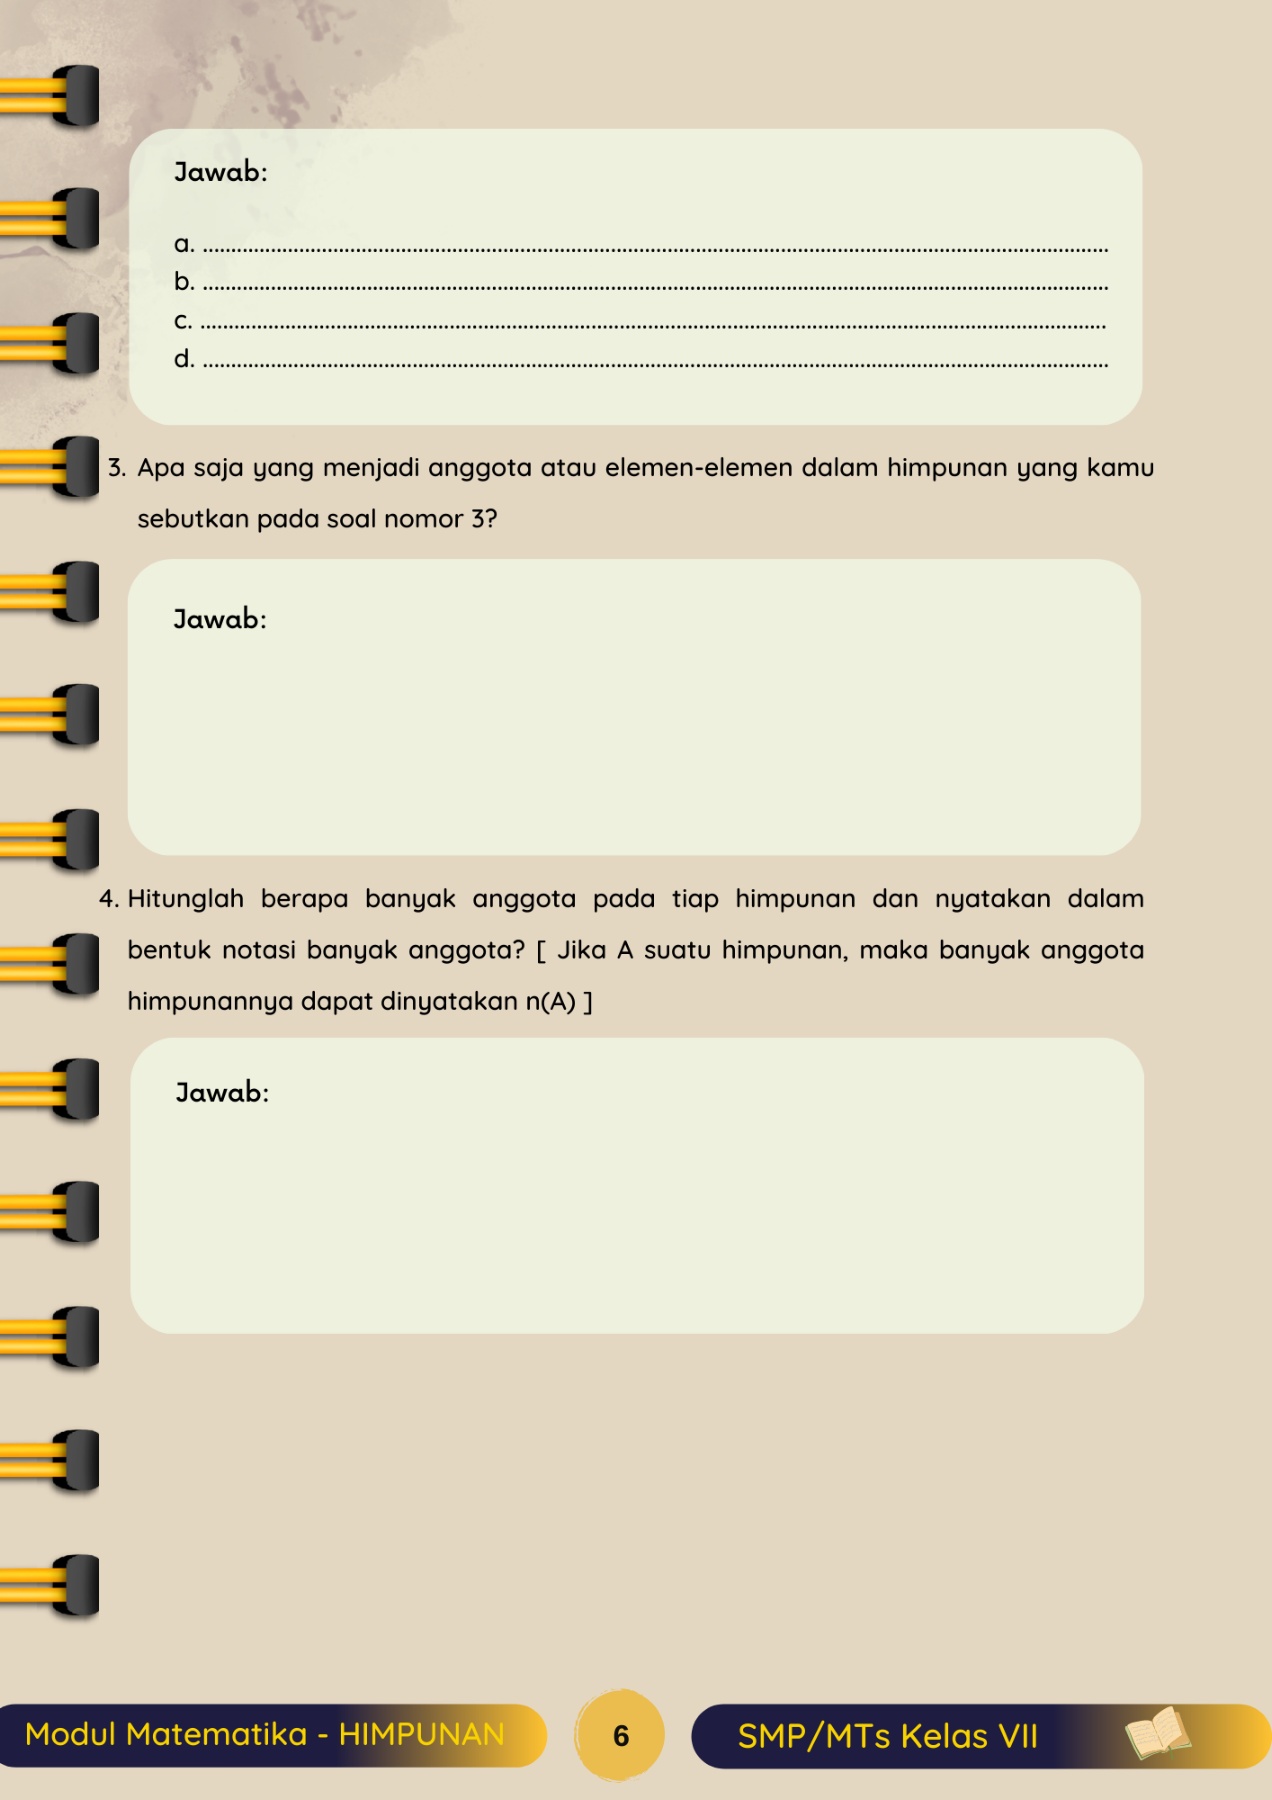 Jawab:
a. ................................................................................................................................................................
b. ................................................................................................................................................................
c. ................................................................................................................................................................
d. ................................................................................................................................................................
3. Apa saja yang menjadi anggota atau elemen-elemen dalam himpunan yang kamu
sebutkan pada soal nomor 3?
Jawab:
4. Hitunglah berapa banyak anggota pada tiap himpunan dan nyatakan dalam
bentuk notasi banyak anggota? [ Jika A suatu himpunan, maka banyak anggota
himpunannya dapat dinyatakan n(A) ]
Jawab:
Modul Matematika - HIMPUNAN
6
SMP/MTs Kelas VII